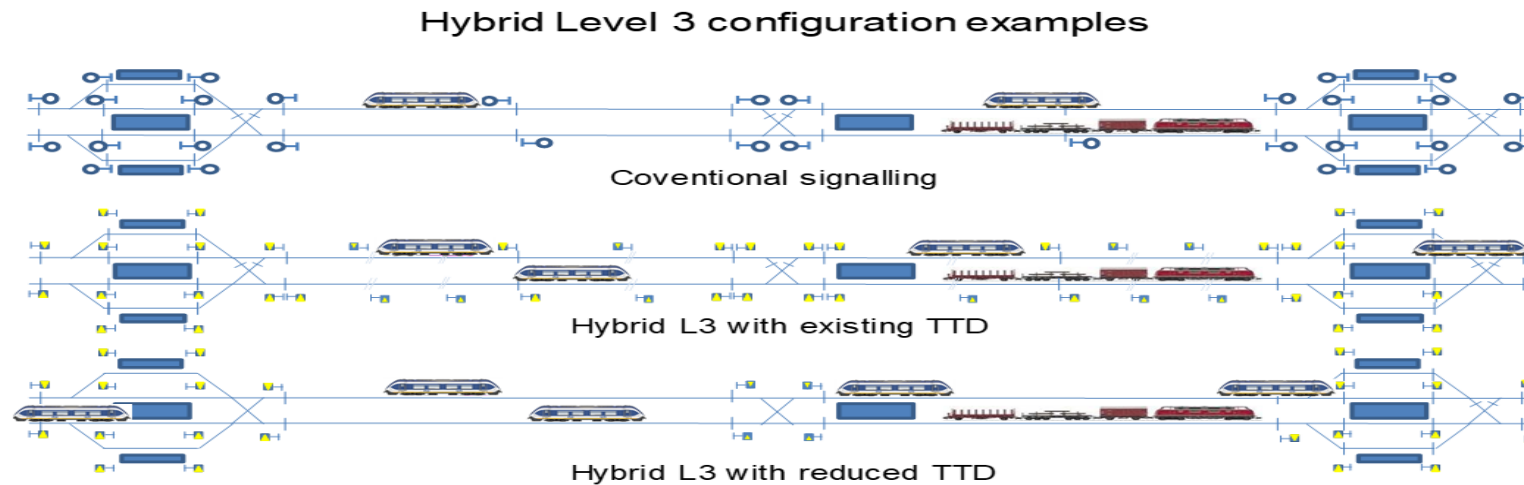 Hybrid Level 3 configuration examples
Coventional signalling
Hybrid L3 with existing TTD
Hybrid L3 with reduced TTD